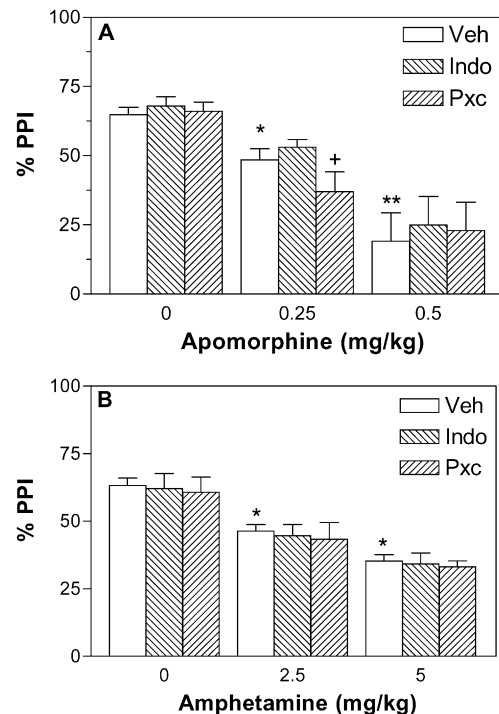 A
Veh
Indo
Pxc
% PPI
100
75
50
25
0
*
+
**
0 0.25 0.5
Apomorphine (mg/kg)
B
Veh
Indo
Pxc
% PPI
100
75
50
25
0
*
*
0 2.5 5
Amphetamine (mg/kg)